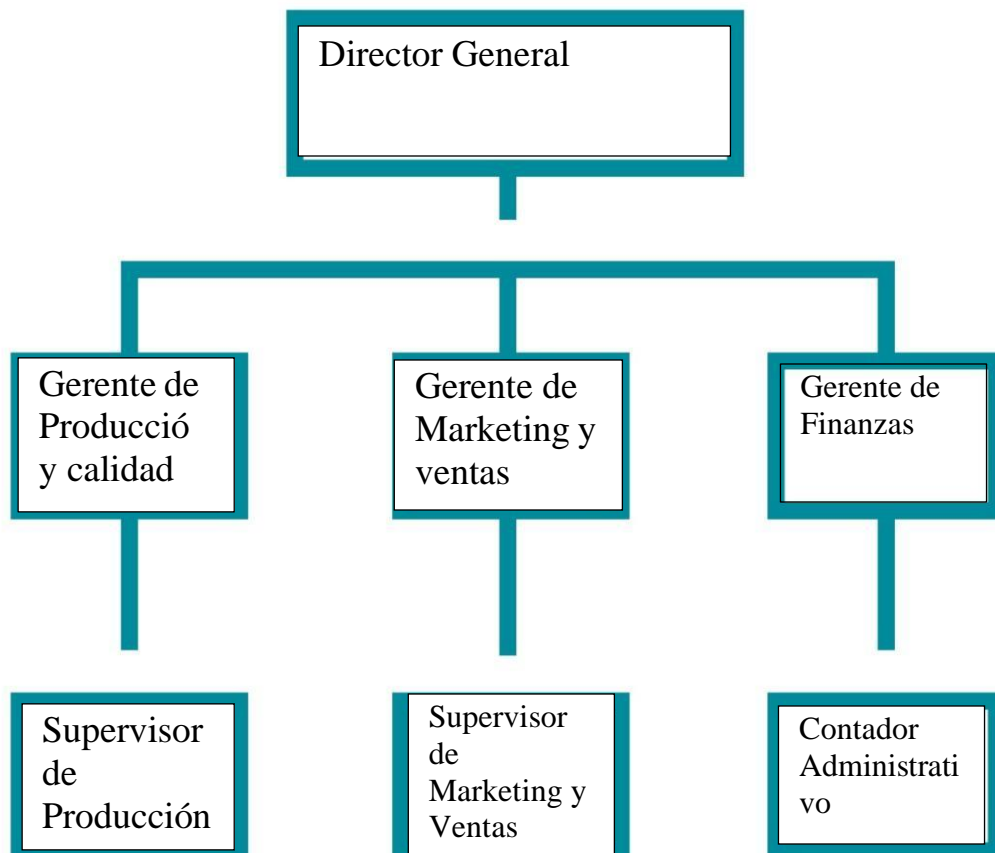 Director General
Gerente de
Producció
y calidad
Gerente de
Marketing y
ventas
Gerente de
Finanzas
Supervisor
de
Producción
Supervisor
de
Marketing y
Ventas
Contador
Administrati
vo